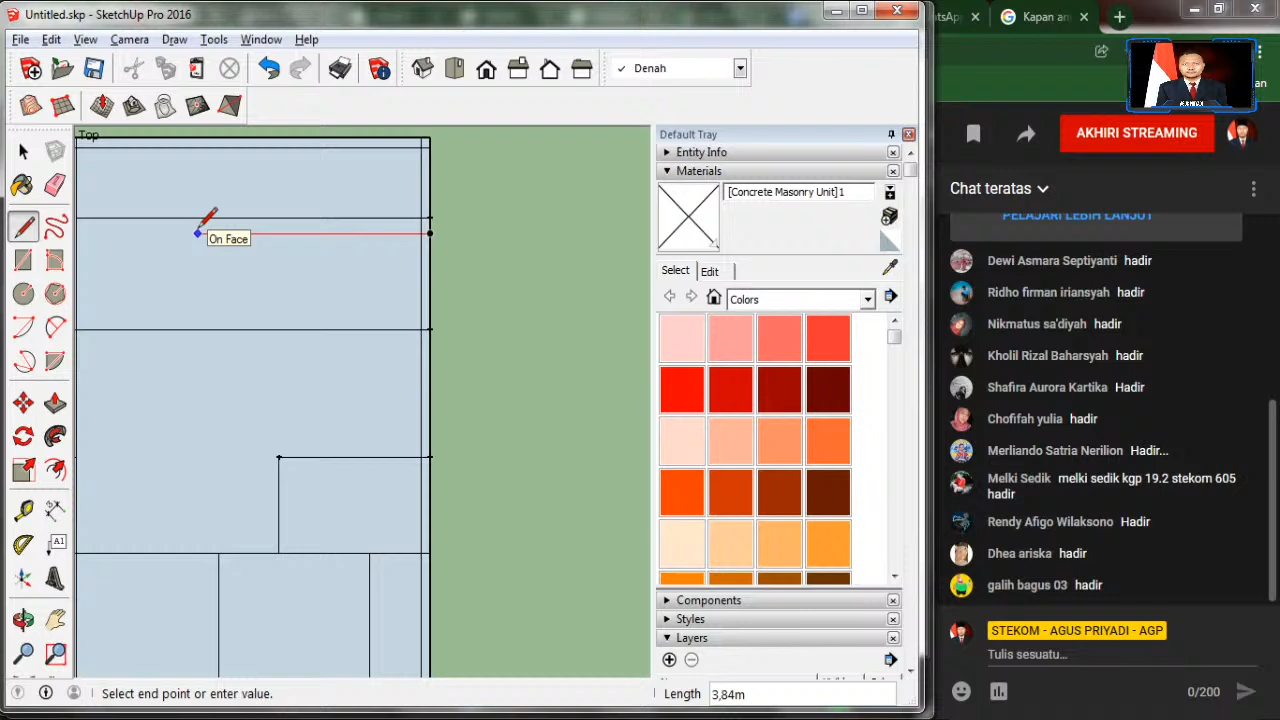 Untitled.skp - SketchUp Pro 2016
File Edit View Camera Draw Tools Window Help
Denah
Top
On Face
Default Tray
Entity Info
Materials
[Concrete Masonry Unit]1
Select Edit
Colors
Components
Styles
Layers
A1
Select end point or enter value.
Length 3,84m
Kapan an
AKHIRI STREAMING
Chat teratas
PELAJARI LEBIH LANJUT
Dewi Asmara Septiyanti hadir
Ridho firman iriansyah hadir
Nikmatus sa'diyah hadir
Kholil Rizal Baharsyah hadir
Shafira Aurora Kartika Hadir
Chofifah yulia hadir
Merliando Satria Nerilion Hadir...
Melki Sedik melki sedik kgp 19.2 stekom 605
hadir
Rendy Afigo Wilaksono Hadir
Dhea ariska hadir
galih bagus 03 hadir
STEKOM - AGUS PRIYADI - AGP
Tulis sesuatu...
0/200